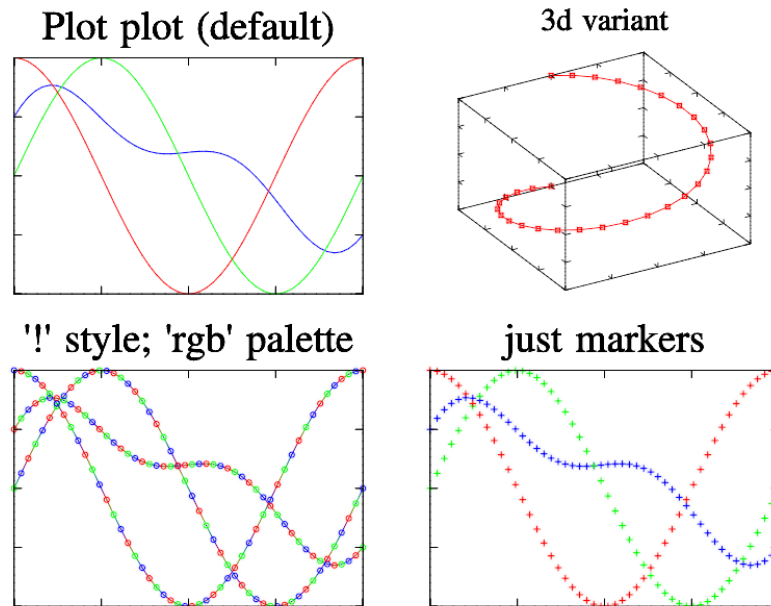 Plot plot (default)
3d variant
'!' style; 'rgb' palette
just markers